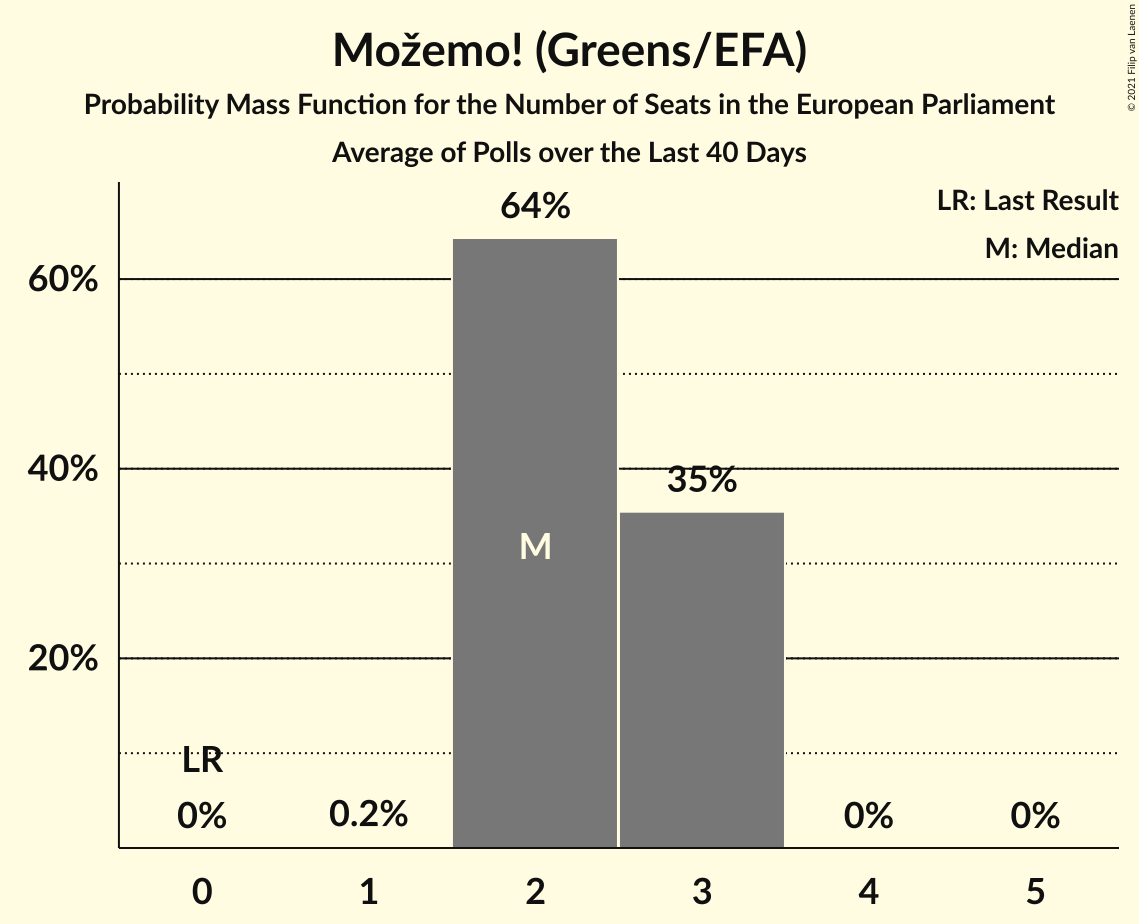 Možemo! (Greens/EFA)
Probability Mass Function for the Number of Seats in the European Parliament
Average of Polls over the Last 40 Days
© 2021 Filip van Laenen
LR: Last Result
M: Median
64%
60%
40%
35%
M
20%
LR
0%
0.2%
0%
0%
0 1 2 3 4 5